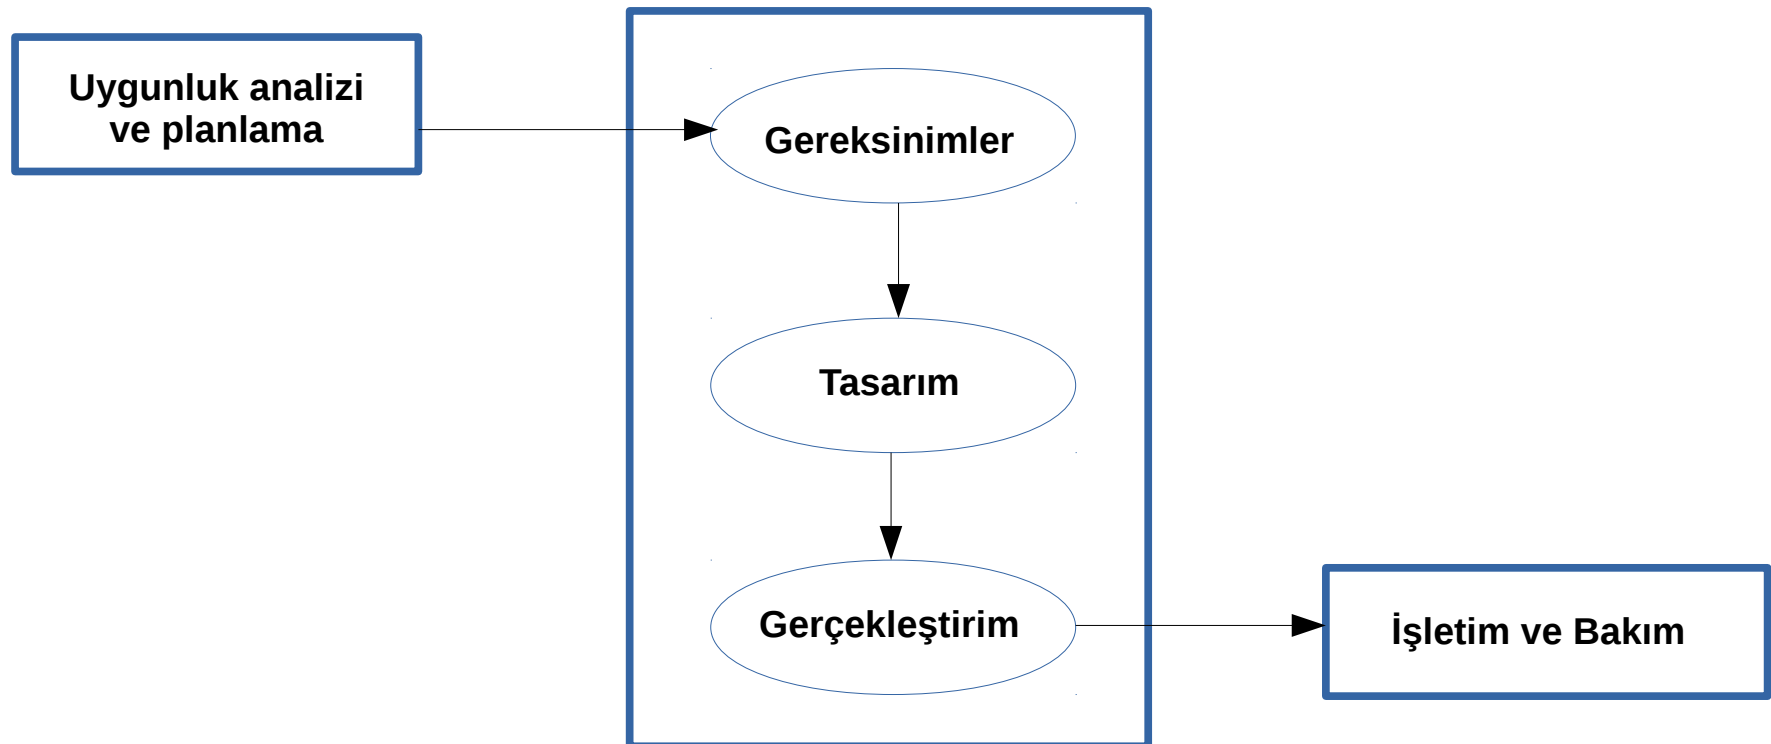 Uygunluk analizi
ve planlama
Gereksinimler
Tasarım
Gerçekleştirim
İşletim ve Bakım